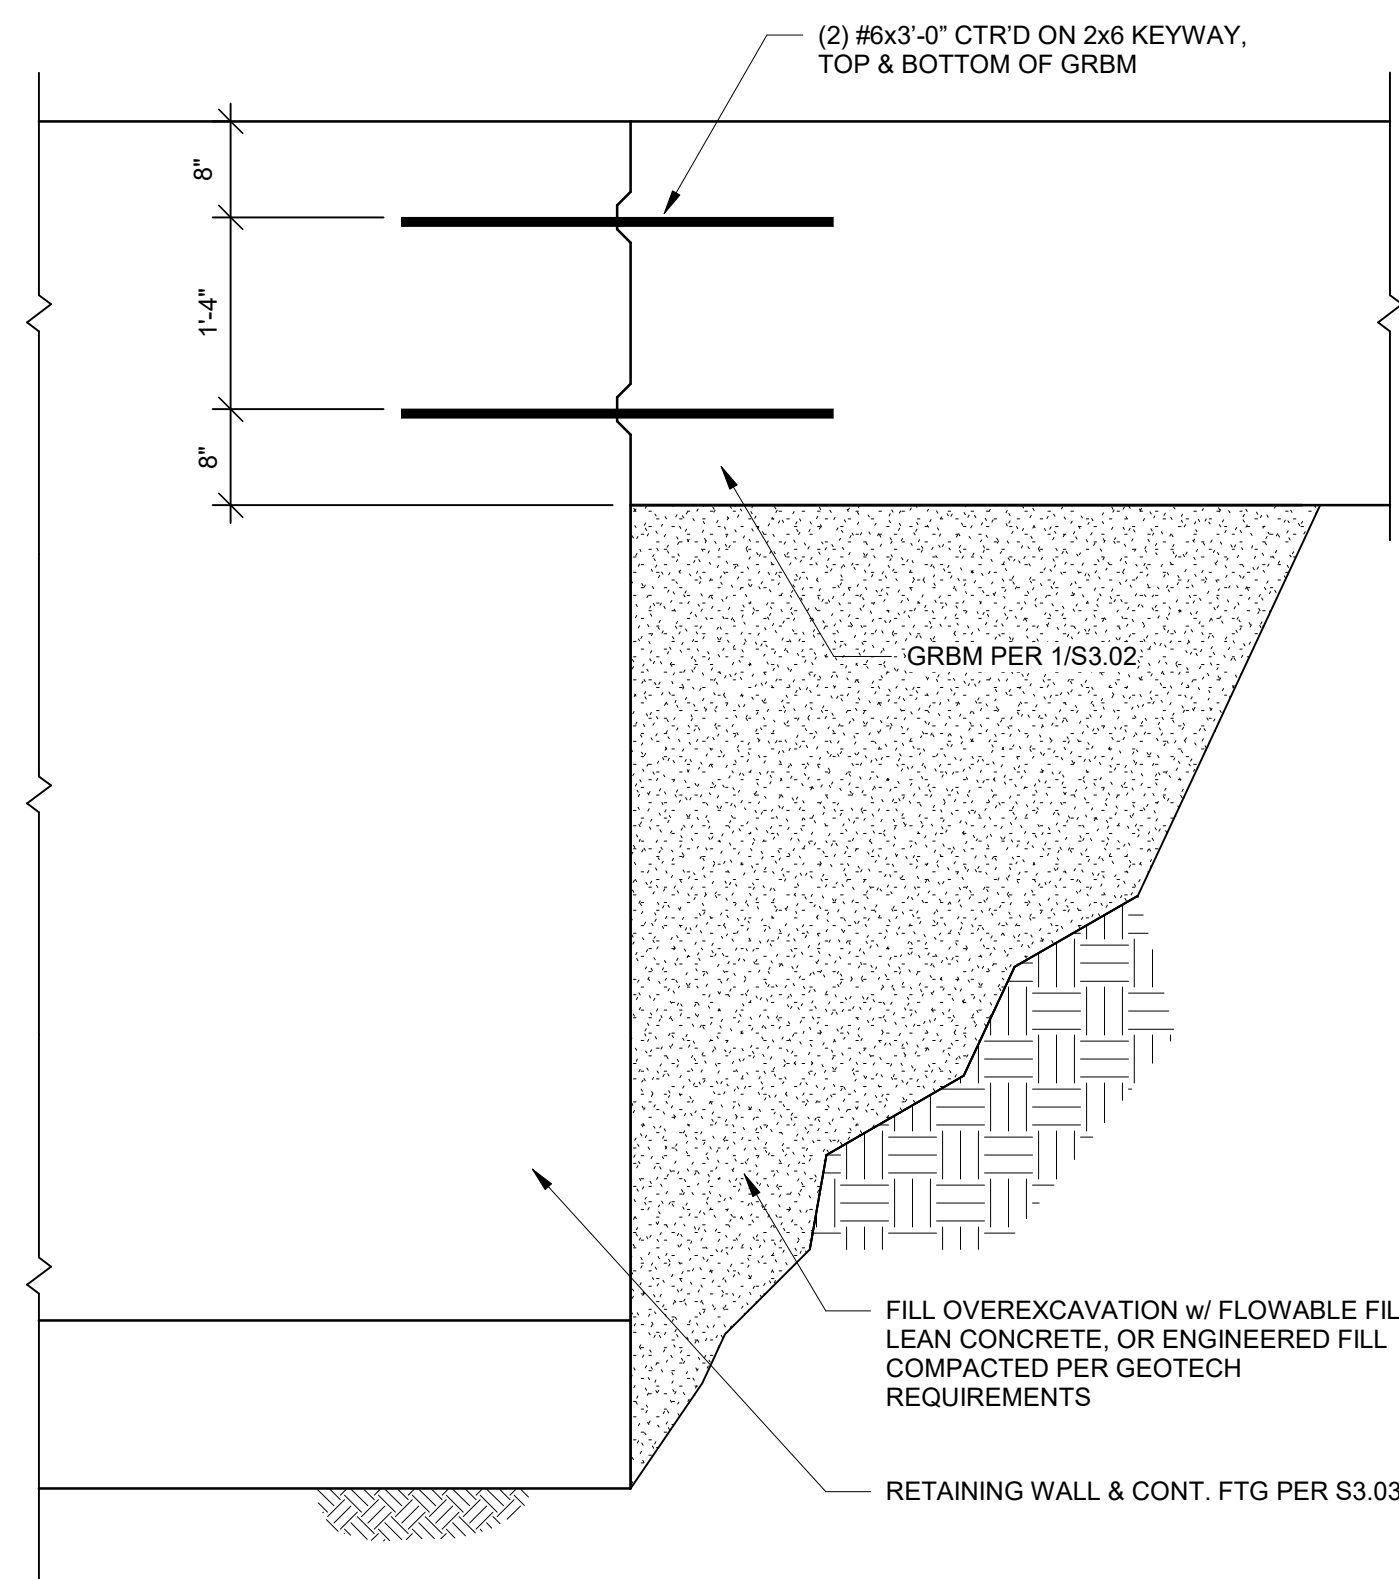 (2) #6x3'-0” CTR'D ON 2x6 KEYWAY,
TOP & BOTTOM OF GRBM
8"
1'-4"
8"
GRBM PER 1/S3.02
FILL OVEREXCAVATION w/ FLOWABLE FIL
LEAN CONCRETE, OR ENGINEERED FILL
COMPACTED PER GEOTECH
REQUIREMENTS
RETAINING WALL & CONT. FTG PER S3.03